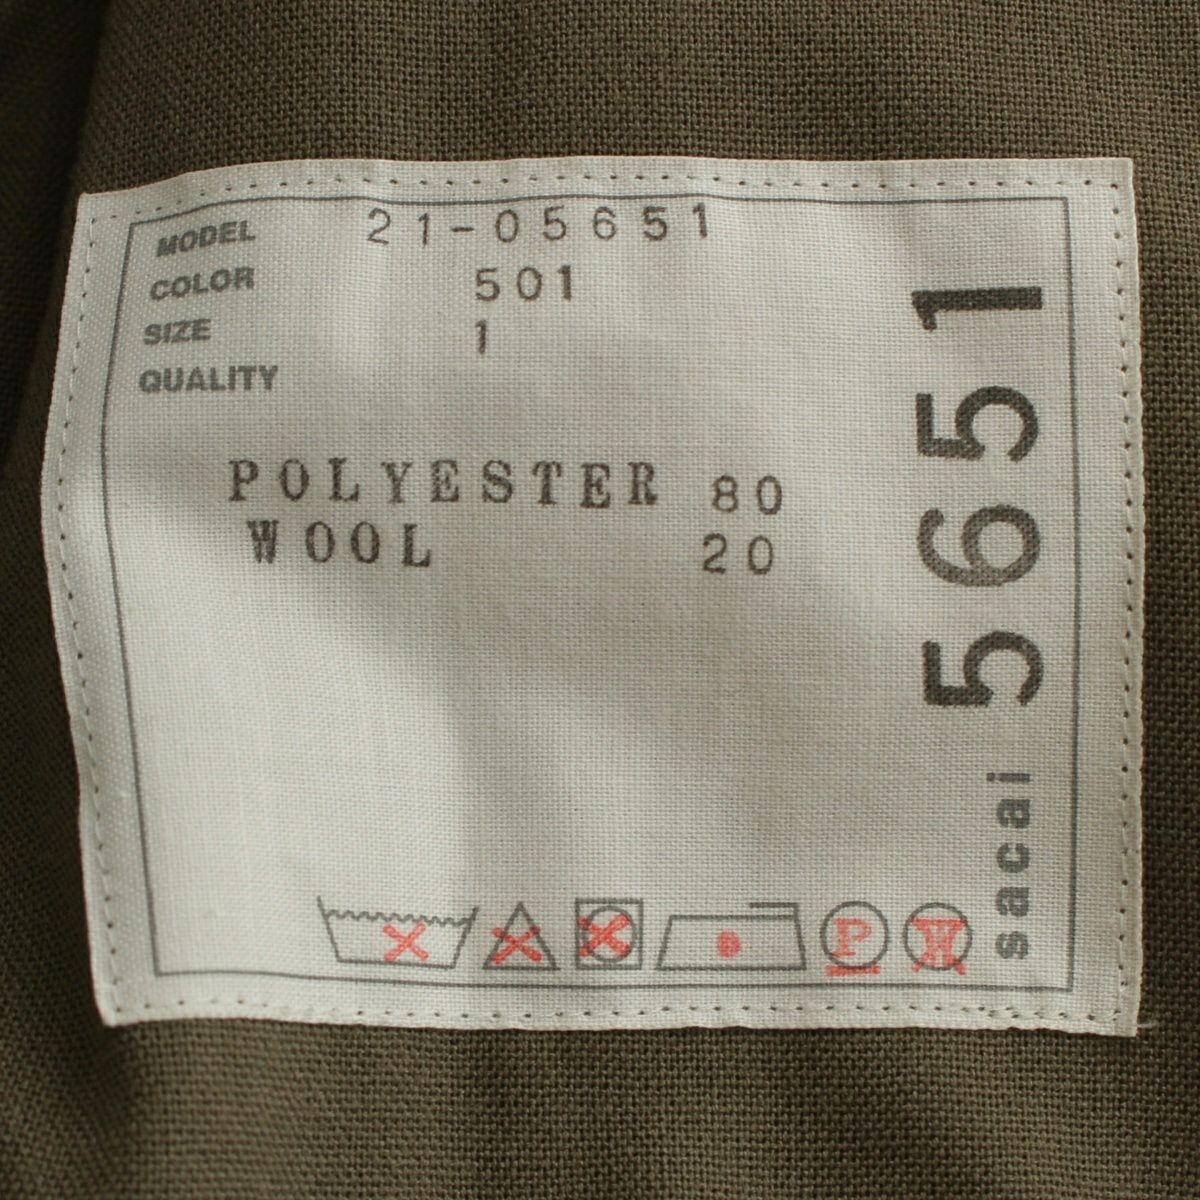 MODEL 21-05651
COLOR 501
SIZE 1
QUALITY
POLYESTER 80
WOOL 20
sacai 5651
P W